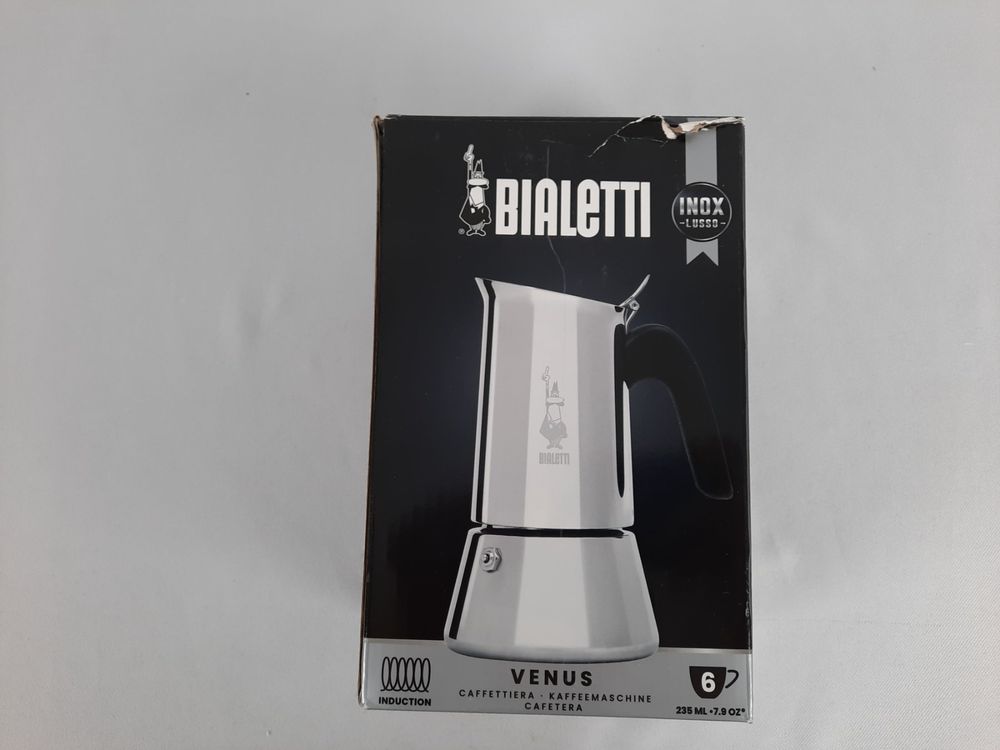 BIALETTI
INOX
-LUSSO-
BIALETTI
VENUS
CAFFETTIERA · KAFFEEMASCHINE
CAFETERA
INDUCTION
6
235 ML •7.9 OZ*
®